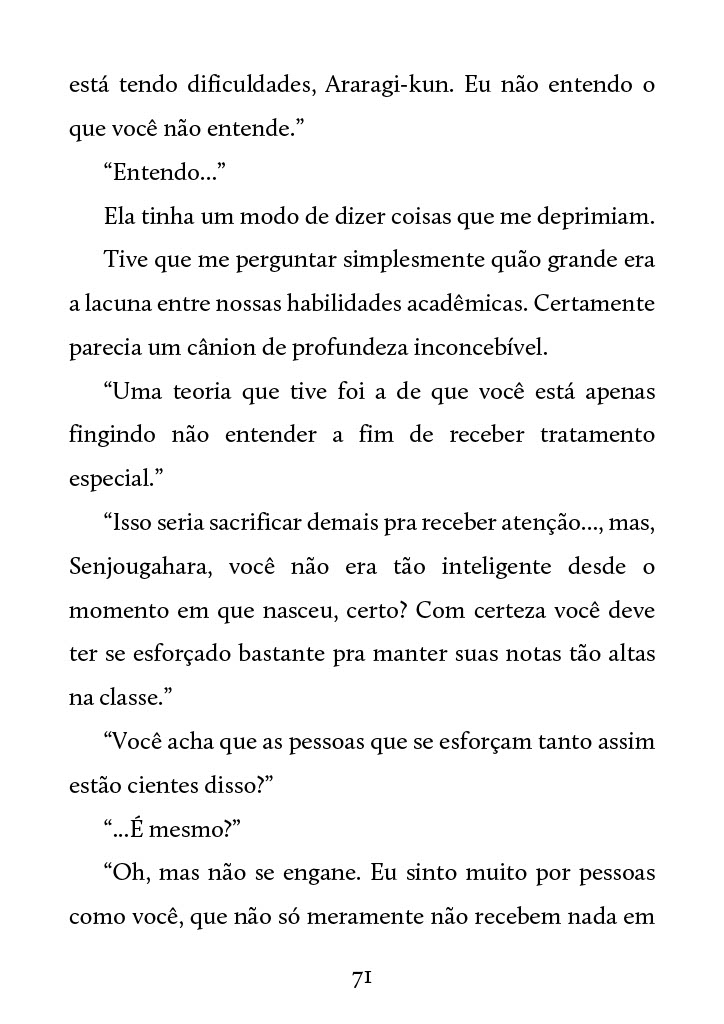 está tendo dificuldades, Araragi-kun. Eu não entendo o
que você não entende.”
“Entendo...”
Ela tinha um modo de dizer coisas que me deprimiam.
Tive que me perguntar simplesmente quão grande era
a lacuna entre nossas habilidades acadêmicas. Certamente
parecia um cânion de profundeza inconcebível.
“Uma teoria que tive foi a de que você está apenas
fingindo não entender a fim de receber tratamento
especial.”
“Isso seria sacrificar demais pra receber atenção..., mas,
Senjougahara, você não era tão inteligente desde o
momento em que nasceu, certo? Com certeza você deve
ter se esforçado bastante pra manter suas notas tão altas
na classe.”
“Você acha que as pessoas que se esforçam tanto assim
estão cientes disso?”
“...É mesmo?”
“Oh, mas não se engane. Eu sinto muito por pessoas
como você, que não só meramente não recebem nada em
71